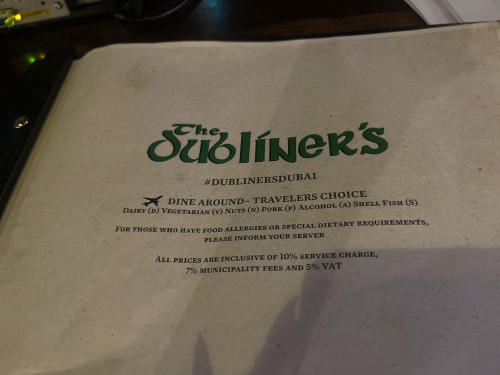 The
Dubliner's
#DUBLINERSDUBAI
DINE AROUND- TRAVELERS CHOICE
DAIRY (D) VEGETARIAN (V) NUTS (N) PORK (P) ALCOHOL (A) SHELL FISH (S)
FOR THOSE WHO HAVE FOOD ALLERGIES OR SPECIAL DIETARY REQUIREMENTS,
PLEASE INFORM YOUR SERVER
ALL PRICES ARE INCLUSIVE OF 10% SERVICE CHARGE,
7% MUNICIPALITY FEES AND 5% VAT